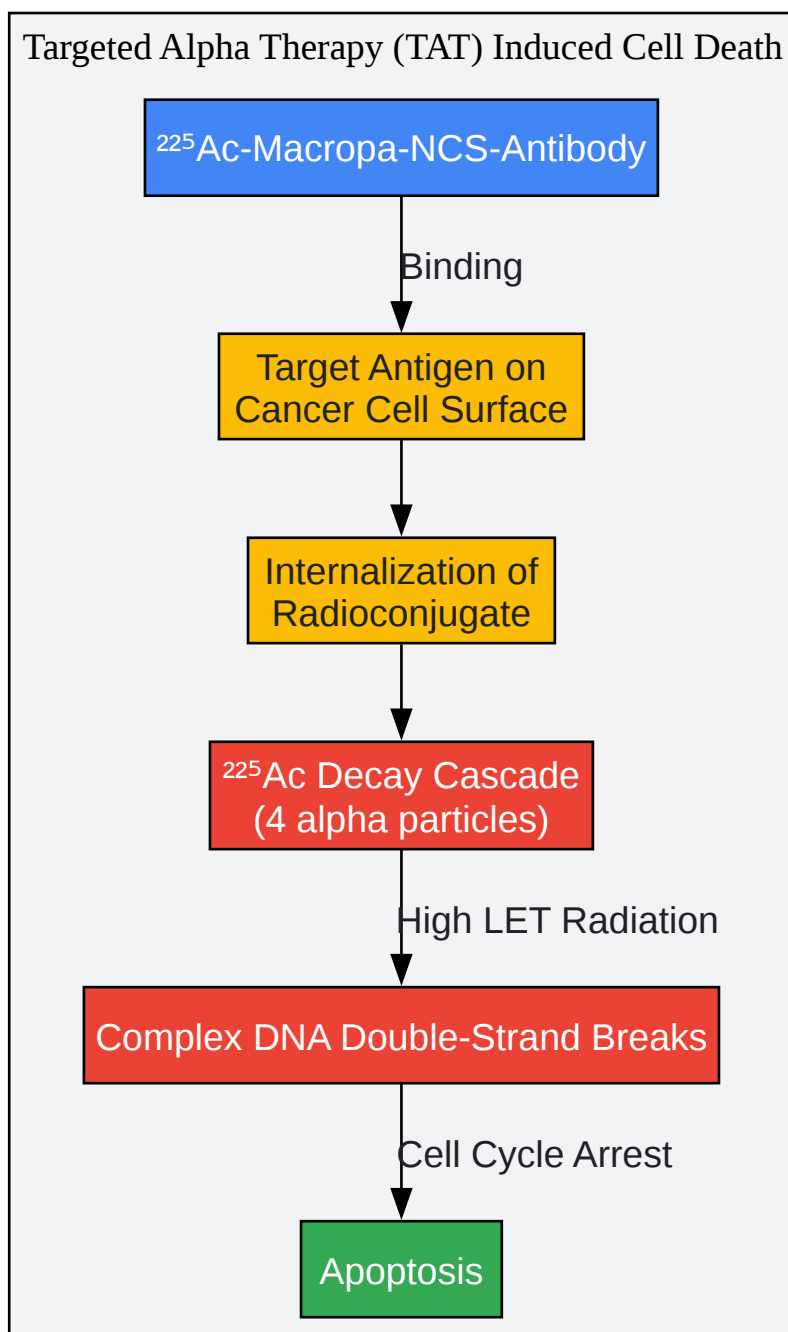 Targeted Alpha Therapy (TAT) Induced Cell Death
²²⁵Ac-Macropa-NCS-Antibody
Binding
Target Antigen on
Cancer Cell Surface
Internalization of
Radioconjugate
²²⁵Ac Decay Cascade
(4 alpha particles)
High LET Radiation
Complex DNA Double-Strand Breaks
Cell Cycle Arrest
Apoptosis